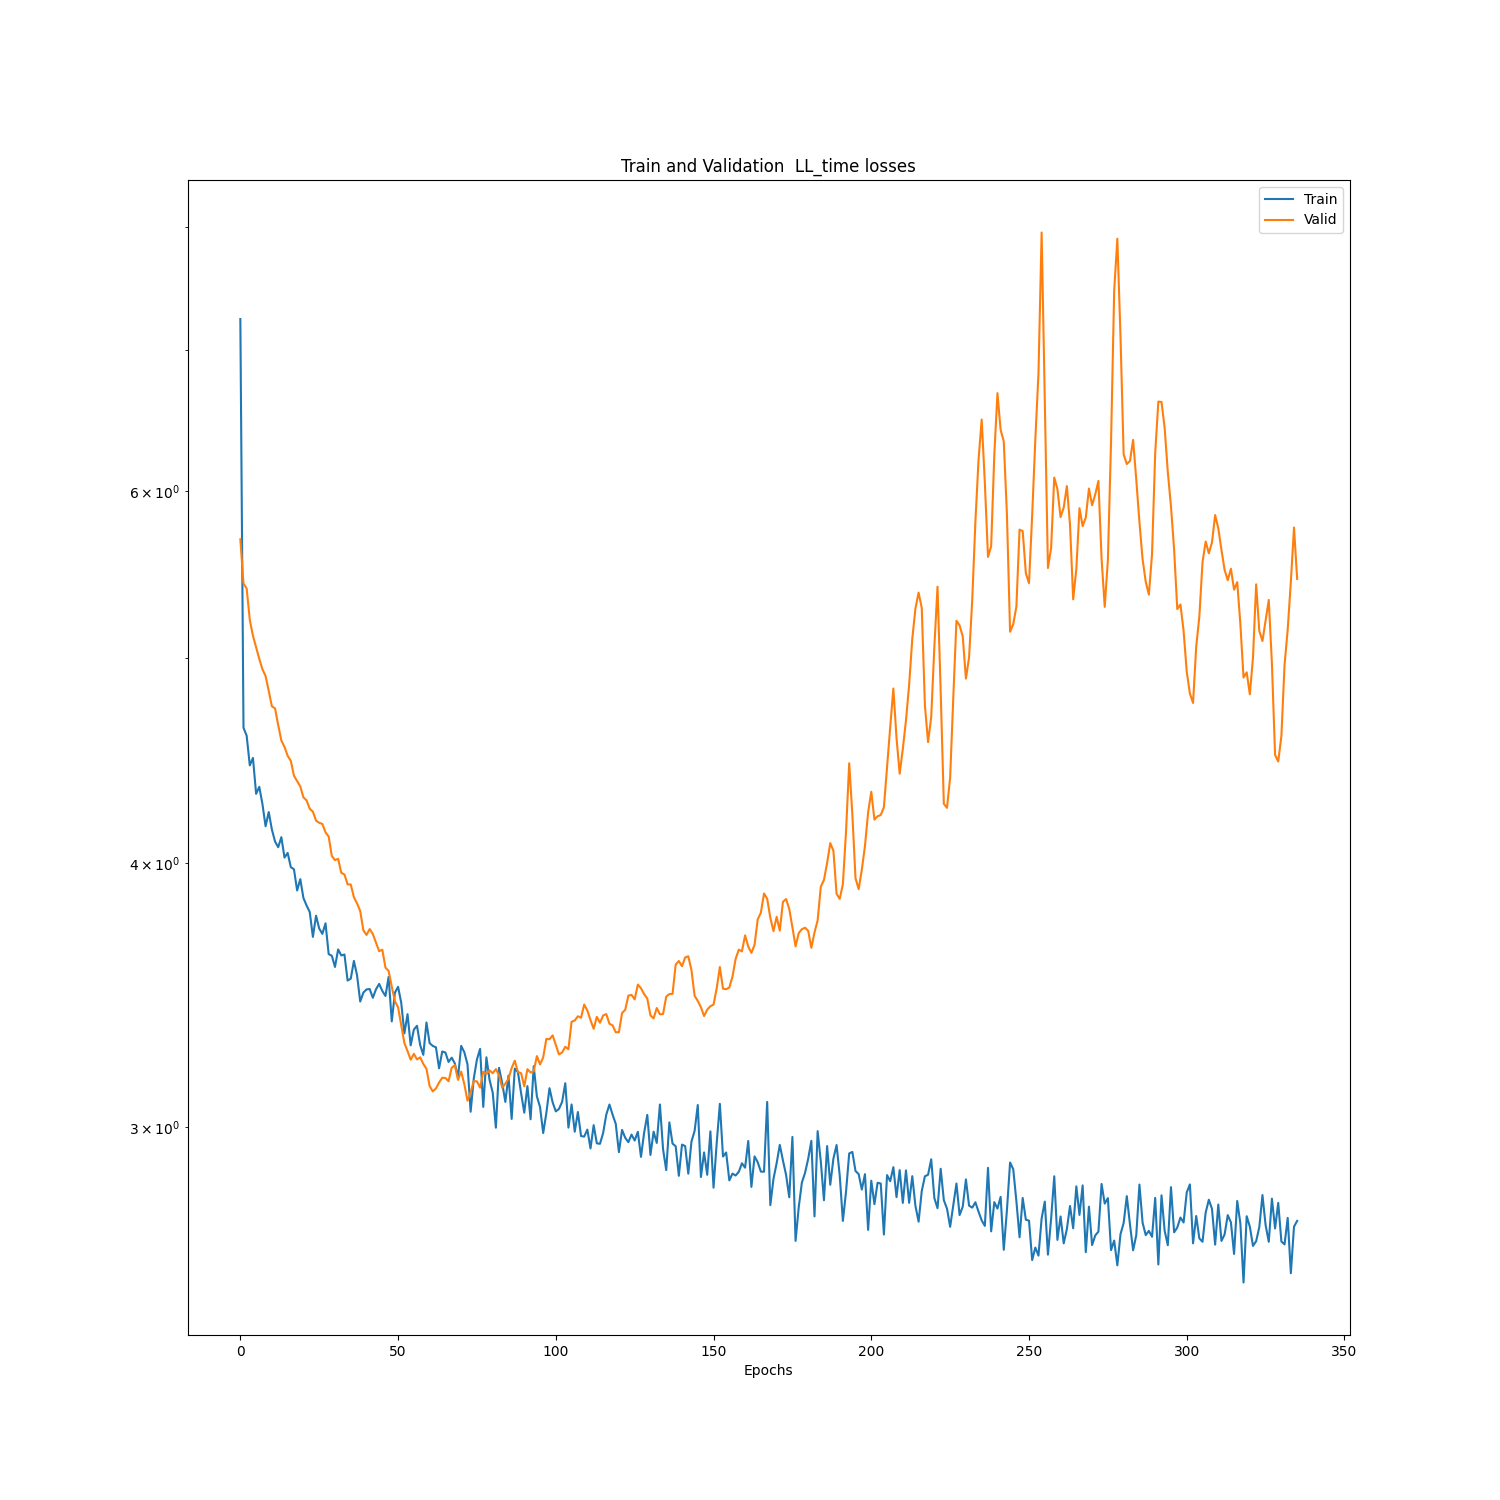 Train and Validation  LL_time losses
Train
Valid
6 × 10⁰
4 × 10⁰
3 × 10⁰
0 50 100 150 200 250 300 350
Epochs